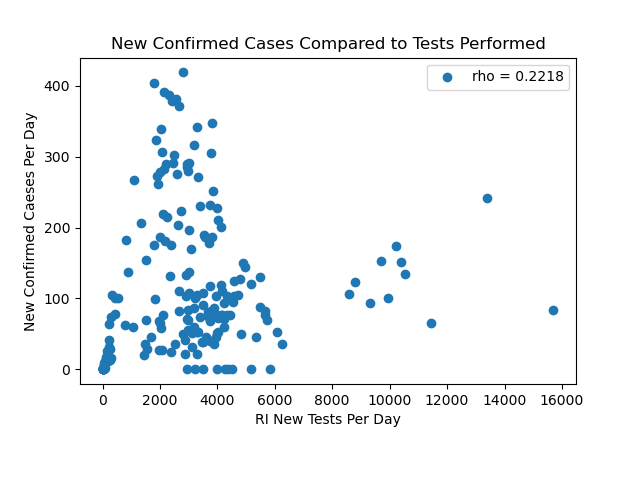 New Confirmed Cases Compared to Tests Performed
rho = 0.2218
400
300
200
100
0
New Confirmed Caeses Per Day
0 2000 4000 6000 8000 10000 12000 14000 16000
RI New Tests Per Day